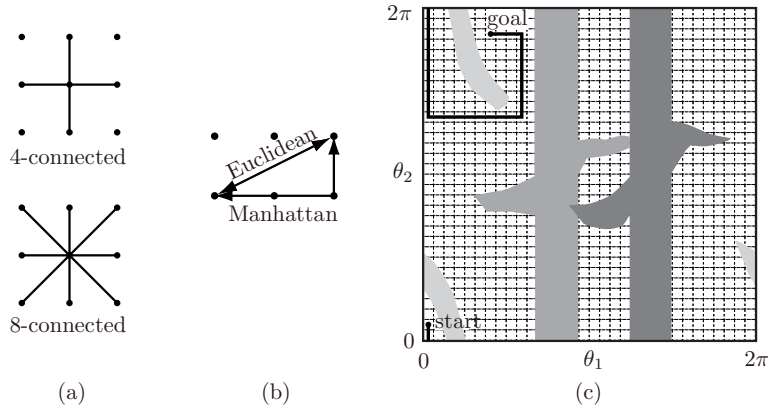 4-connected
8-connected
(a)
Euclidean
Manhattan
(b)
2π
goal
θ2
start
0
0
θ1
2π
(c)